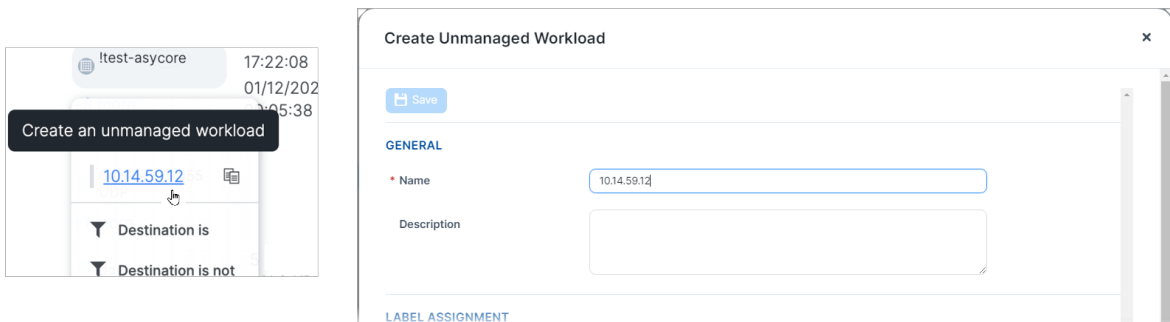 !test-asycore
17:22:08
01/12/202
:05:38
Create an unmanaged workload
10.14.59.12
Destination is
Destination is not
Create Unmanaged Workload
Save
GENERAL
* Name
10.14.59.12
Description
LABEL ASSIGNMENT